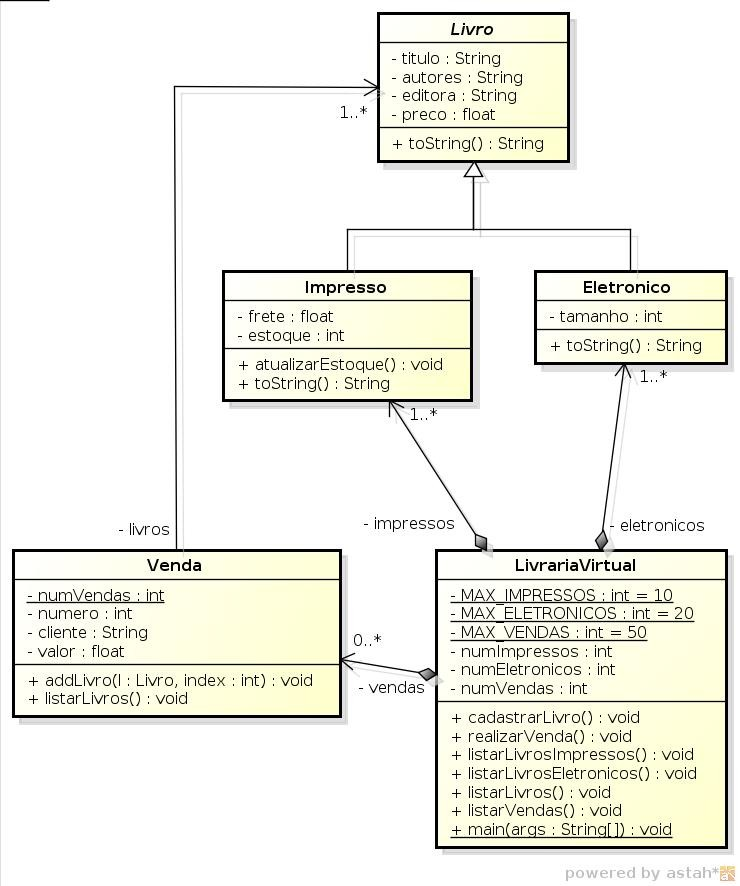 Livro
- titulo : String
- autores : String
- editora : String
- preco : float
+ toString() : String
1..*
Impresso
- frete : float
- estoque : int
+ atualizarEstoque() : void
+ toString() : String
1..*
Eletronico
- tamanho : int
+ toString() : String
1..*
- livros
- impressos
- eletronicos
Venda
- numVendas : int
- numero : int
- cliente : String
- valor : float
+ addLivro(l : Livro, index : int) : void
+ listarLivros() : void
0..*
- vendas
LivrariaVirtual
- MAX_IMPRESSOS : int = 10
- MAX_ELETRONICOS : int = 20
- MAX_VENDAS : int = 50
- numImpressos : int
- numEletronicos : int
- numVendas : int
+ cadastrarLivro() : void
+ realizarVenda() : void
+ listarLivrosImpressos() : void
+ listarLivrosEletronicos() : void
+ listarLivros() : void
+ listarVendas() : void
+ main(args : String[]) : void
powered by astah*